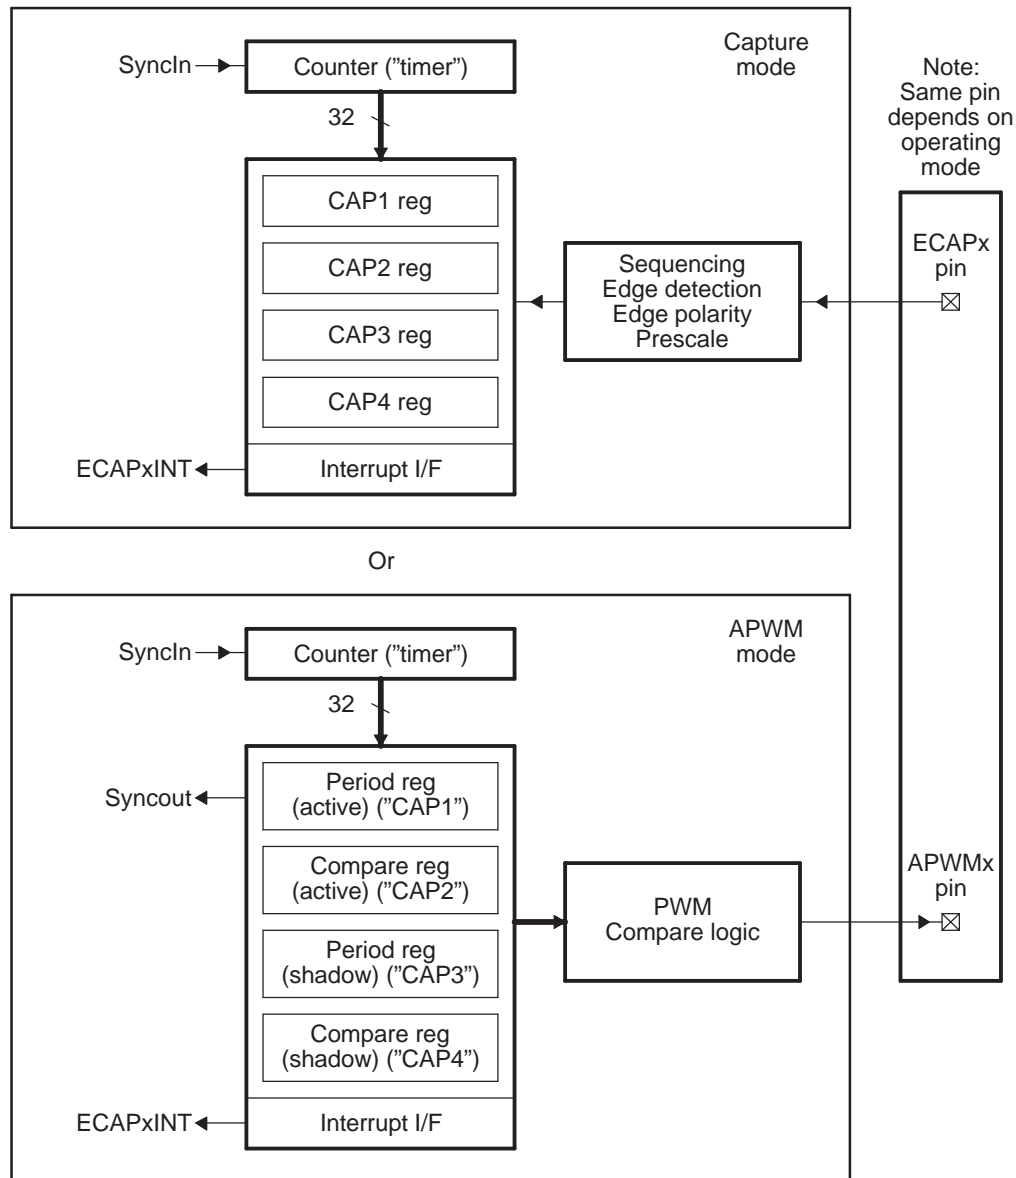 Capture
mode
SyncIn
Counter (”timer”)
32
CAP1 reg
CAP2 reg
CAP3 reg
CAP4 reg
Interrupt I/F
ECAPxINT
Sequencing
Edge detection
Edge polarity
Prescale
Note:
Same pin
depends on
operating
mode
ECAPx
pin
Or
APWM
mode
SyncIn
Counter (”timer”)
32
Syncout
Period reg
(active) (”CAP1”)
Compare reg
(active) (”CAP2”)
Period reg
(shadow) (”CAP3”)
Compare reg
(shadow) (”CAP4”)
Interrupt I/F
ECAPxINT
PWM
Compare logic
APWMx
pin